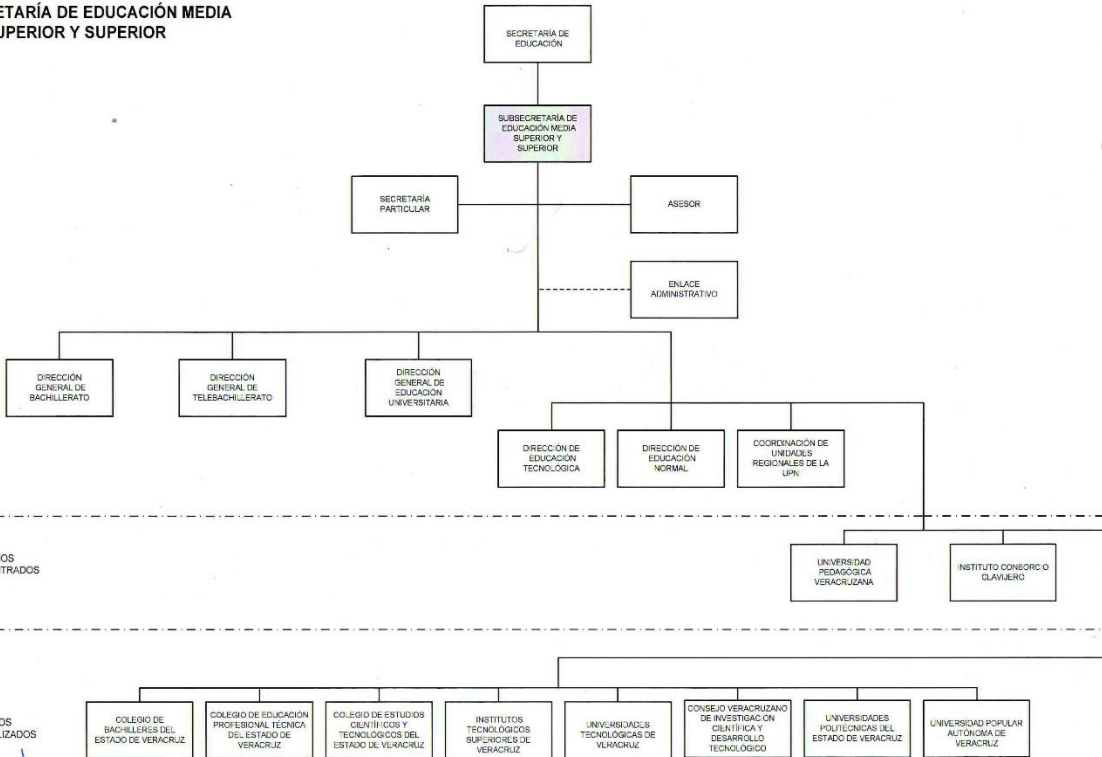 ETARÍA DE EDUCACIÓN MEDIA
UPERIOR Y SUPERIOR
SECRETARÍA DE
EDUCACIÓN
SUBSECRETARÍA DE
EDUCACIÓN MEDIA
SUPERIOR Y
SUPERIOR
SECRETARÍA
PARTICULAR
ASESOR
ENLACE
ADMINISTRATIVO
DIRECCIÓN
GENERAL DE
BACHILLERATO
DIRECCIÓN
GENERAL DE
TELEBACHILLERATO
DIRECCIÓN
GENERAL DE
EDUCACIÓN
UNIVERSITARIA
DIRECCIÓN DE
EDUCACIÓN
TECNOLÓGICA
DIRECCIÓN DE
EDUCACIÓN
NORMAL
COORDINACIÓN DE
UNIDADES
REGIONALES DE LA
UPN
OS
NTRADOS
UNIVERSIDAD
PEDAGÓGICA
VERACRUZANA
INSTITUTO CONSORCIO
CLAVIJERO
OS
LIZADOS
COLEGIO DE
BACHILLERES DEL
ESTADO DE VERACRUZ
COLEGIO DE EDUCACIÓN
PROFESIONAL TÉCNICA
DEL ESTADO DE
VERACRUZ
COLEGIO DE ESTUDIOS
CIENTÍFICOS Y
TECNOLÓGICOS DEL
ESTADO DE VERACRUZ
INSTITUTOS
TECNOLÓGICOS
SUPERIORES DE
VERACRUZ
UNIVERSIDADES
TECNOLÓGICAS DE
VERACRUZ
CONSEJO VERACRUZANO
DE INVESTIGACIÓN
CIENTÍFICA Y
DESARROLLO
TECNOLÓGICO
UNIVERSIDADES
POLITÉCNICAS DEL
ESTADO DE VERACRUZ
UNIVERSIDAD POPULAR
AUTÓNOMA DE
VERACRUZ